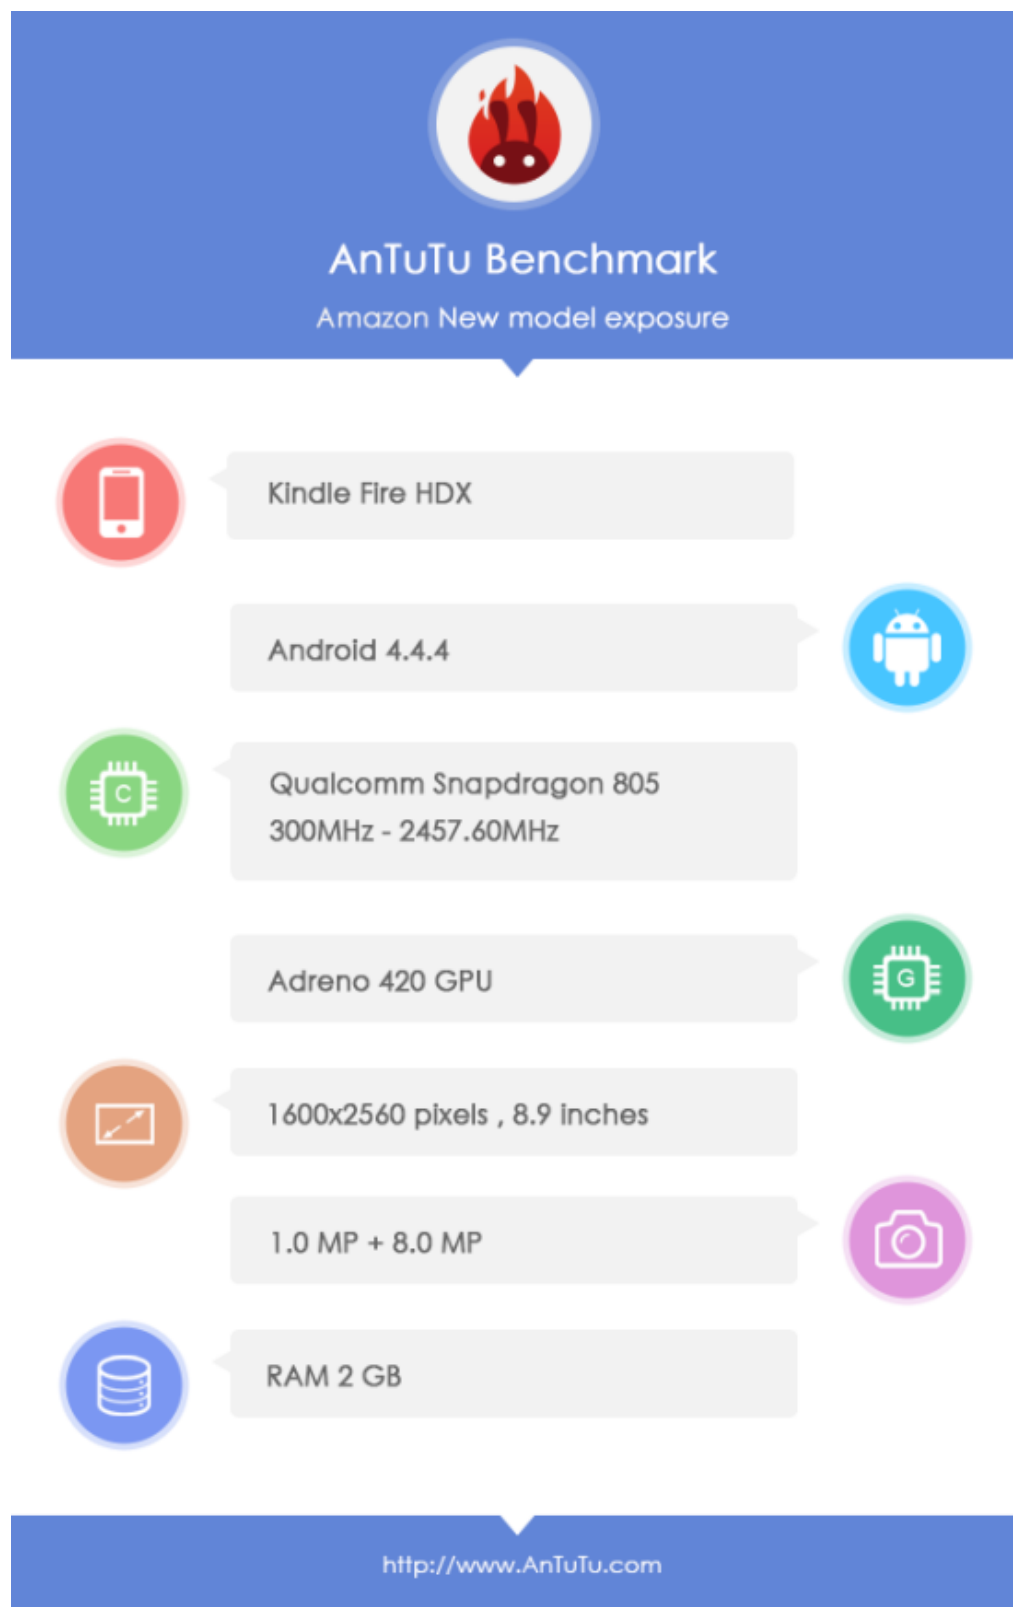 AnTuTu Benchmark
Amazon New model exposure
Kindle Fire HDX
Android 4.4.4
C
Qualcomm Snapdragon 805
300MHz - 2457.60MHz
Adreno 420 GPU
G
1600x2560 pixels , 8.9 inches
1.0 MP + 8.0 MP
RAM 2 GB
http://www.AnTuTu.com